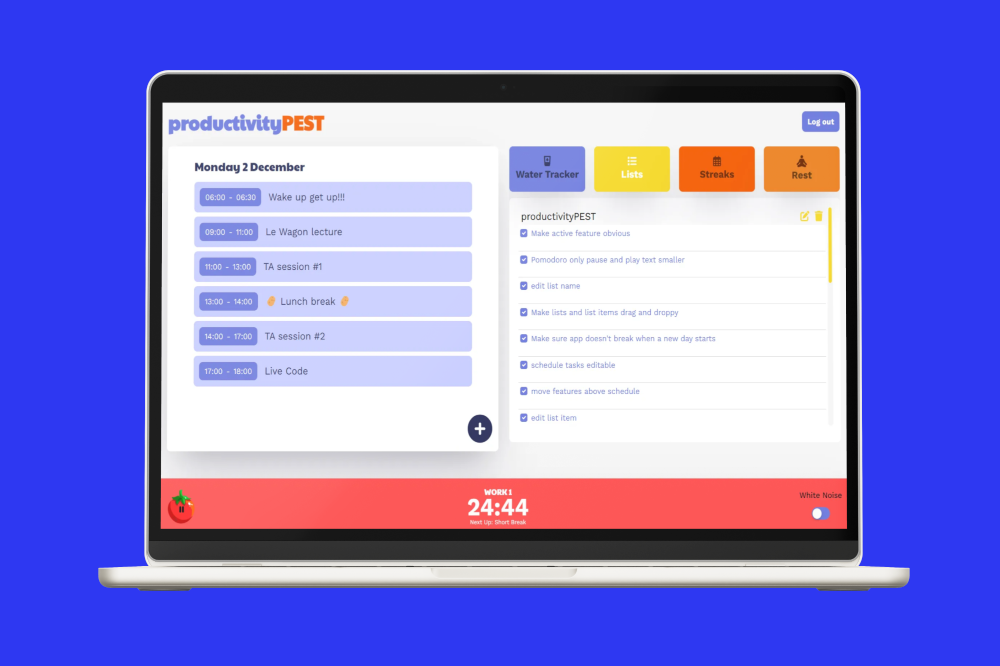 productivityPEST
Log out
Monday 2 December
06:00 - 06:30 Wake up get up!!!
09:00 - 11:00 Le Wagon lecture
11:00 - 13:00 TA session #1
13:00 - 14:00 Lunch break
14:00 - 17:00 TA session #2
17:00 - 18:00 Live Code
Water Tracker
Lists
Streaks
Rest
productivityPEST
Make active feature obvious
Pomodoro only pause and play text smaller
edit list name
Make lists and list items drag and droppy
Make sure app doesn't break when a new day starts
schedule tasks editable
move features above schedule
edit list item
WORK 1
24:44
Next Up: Short Break
White Noise